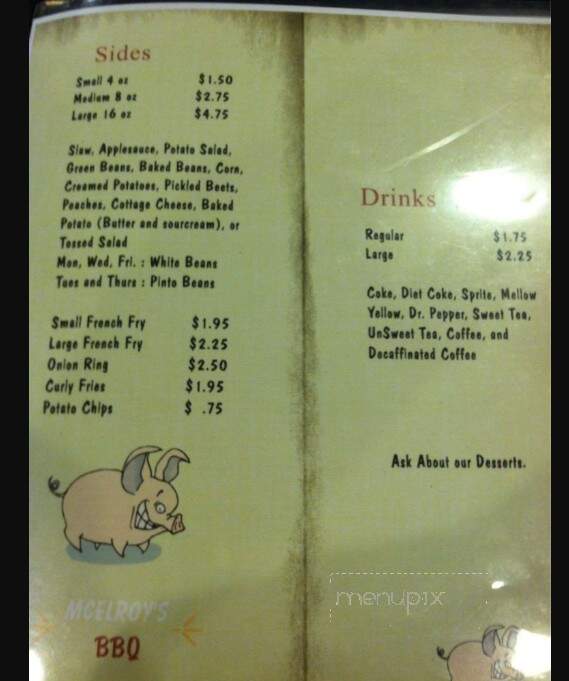 Sides
Small 4 oz $1.50
Medium 8 oz $2.75
Large 16 oz $4.75
Slaw, Applesauce, Potato Salad,
Green Beans, Baked Beans, Corn,
Creamed Potatoes, Pickled Beets,
Peaches, Cottage Cheese, Baked
Potato (Butter and sourcream), or
Tossed Salad
Mon, Wed, Fri. : White Beans
Tues and Thurs : Pinto Beans
Small French Fry $1.95
Large French Fry $2.25
Onion Ring $2.50
Curly Fries $1.95
Potato Chips $ .75
MCELROY'S
BBQ
Drinks
Regular $1.75
Large $2.25
Coke, Diet Coke, Sprite, Mellow
Yellow, Dr. Pepper, Sweet Tea,
UnSweet Tea, Coffee, and
Decaffinated Coffee
Ask About our Desserts.
menupix